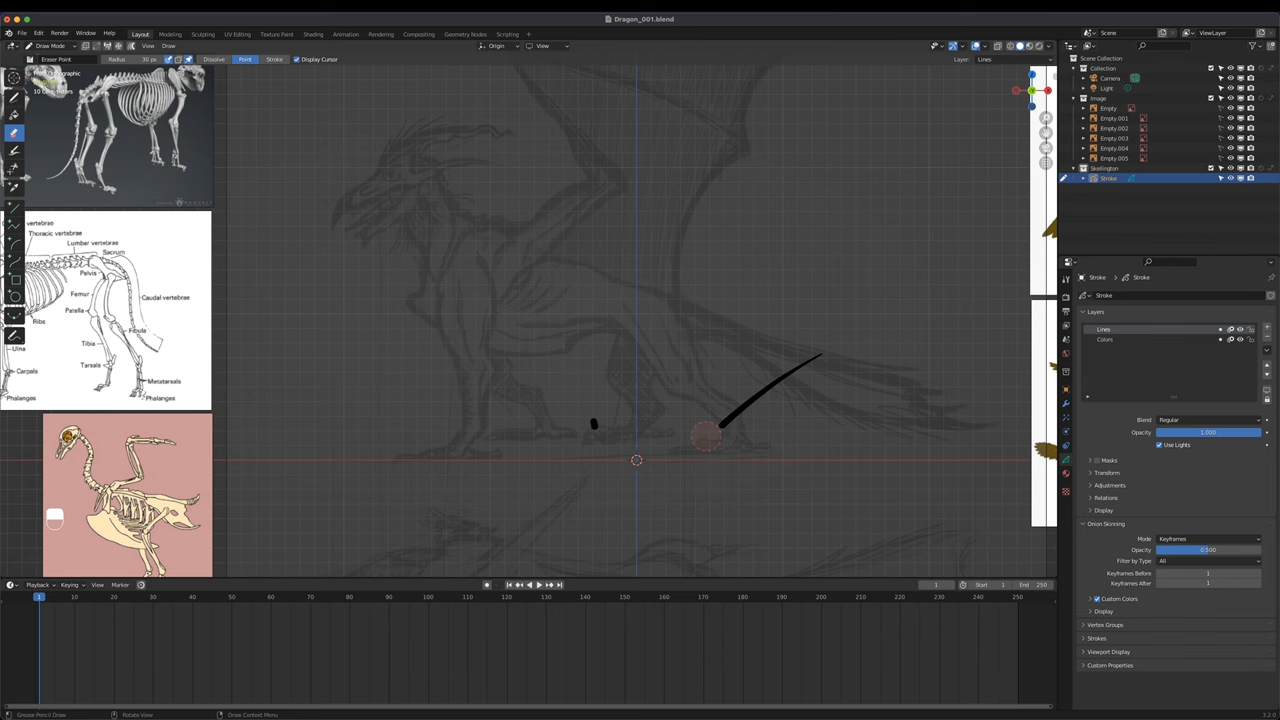 Dragon_001.blend
File Edit Render Window Help Layout Modeling Sculpting UV Editing Texture Paint Shading Animation Rendering Compositing Geometry Nodes Scripting + Scene ViewLayer
Draw Mode View Draw Origin View
Eraser Point Radius 30 px Dissolve Point Stroke Display Cursor Layer: Lines
Scene Collection
Collection
Camera
Light
Image
Empty
Empty.001
Empty.002
Empty.003
Empty.004
Empty.005
Skellington
Stroke
vertebrae
Thoracic vertebrae
Lumbar vertebrae
Sacrum
Pelvis
Femur
Caudal vertebrae
Patella
Ribs
Fibula
Ulna
Tibia
Carpals
Tarsals
Metatarsals
Phalanges
Phalanges
Stroke Stroke
Stroke
Layers
Lines
Colors
Blend Regular
Opacity 1.000
Use Lights
Masks
Transform
Adjustments
Relations
Display
Onion Skinning
Mode Keyframes
Opacity 0.500
Filter by Type All
Keyframes Before 1
Keyframes After 1
Custom Colors
Display
Vertex Groups
Strokes
Viewport Display
Custom Properties
Playback Keying View Marker 1 Start 1 End 250
1 10 20 30 40 50 60 70 80 90 100 110 120 130 140 150 160 170 180 190 200 210 220 230 240 250
Grease Pencil Draw Rotate View Draw Context Menu 3.2.0